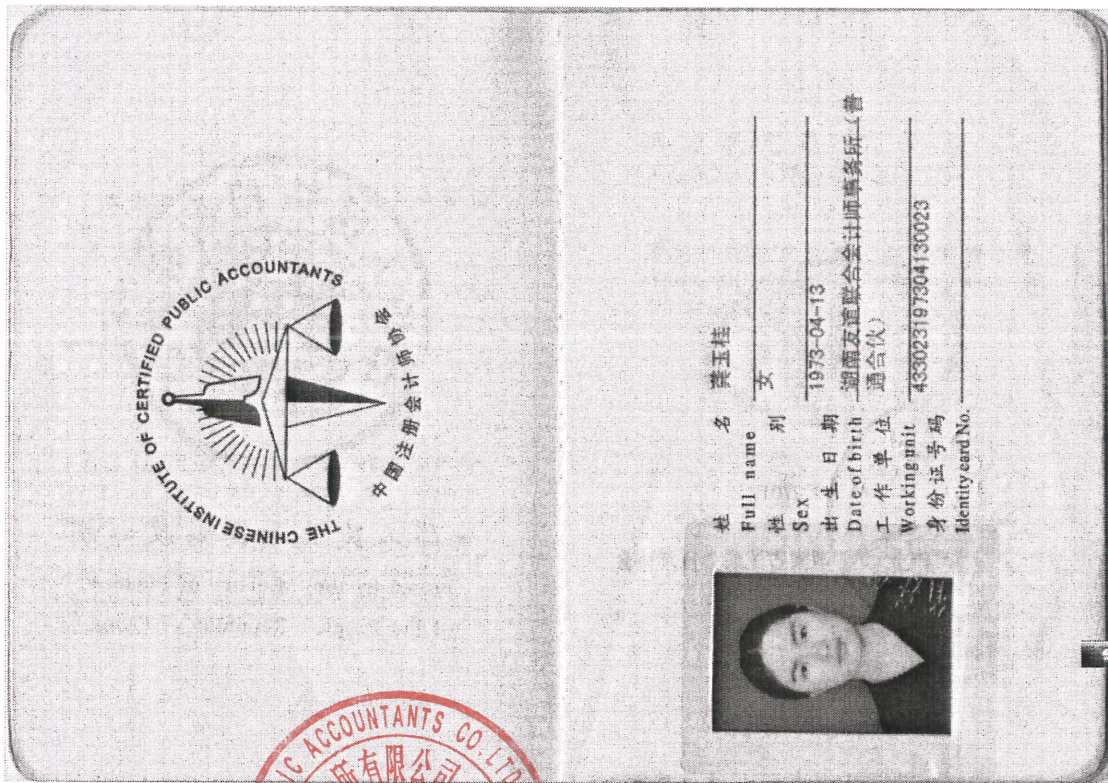 THE CHINESE INSTITUTE OF CERTIFIED PUBLIC ACCOUNTANTS
中国注册会计师协会
IC ACCOUNTANTS CO.,LTD
所有限公司
姓 名 龚玉桂
Full name
性 别 女
Sex
出 生 日 期 1973-04-13
Date of birth
工 作 单 位 湖南友谊联合会计师事务所（普
Working unit 通合伙）
身 份 证 号 码 433023197304130023
Identity card No.